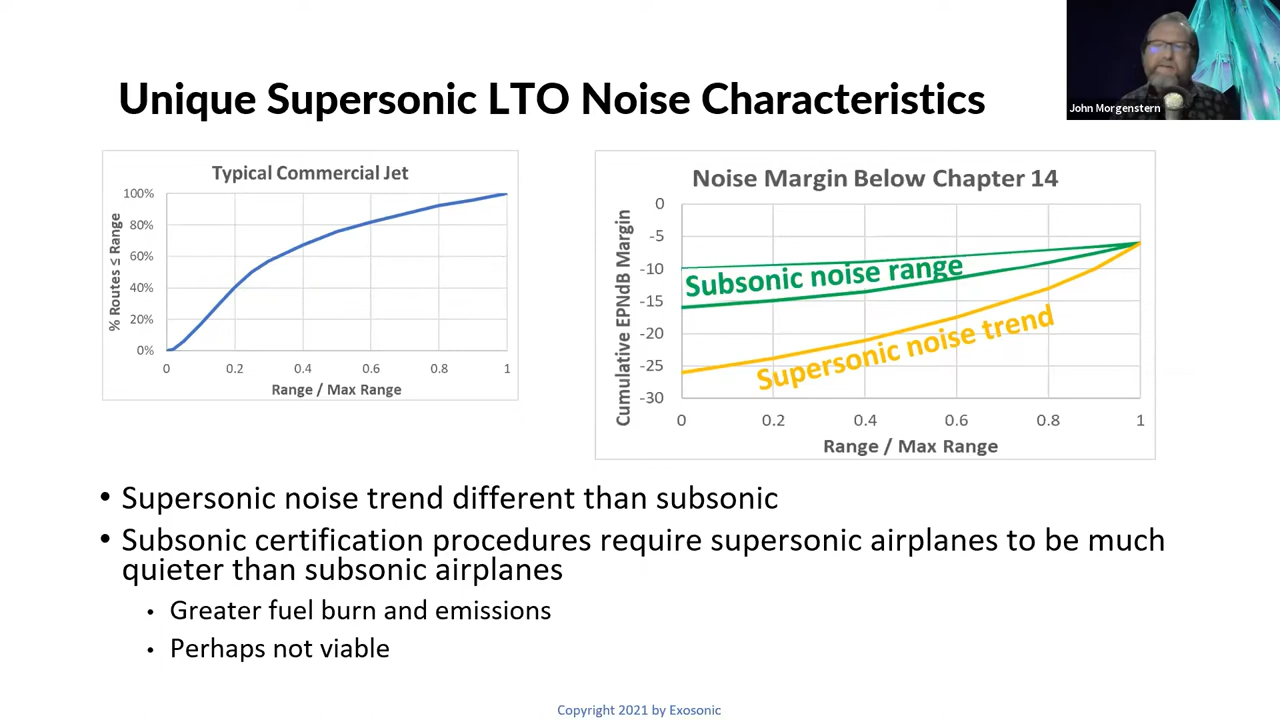 John Morgenstern
Unique Supersonic LTO Noise Characteristics
Typical Commercial Jet
% Routes ≤ Range
100%
80%
60%
40%
20%
0%
0 0.2 0.4 0.6 0.8 1
Range / Max Range
Noise Margin Below Chapter 14
Cumulative EPNdB Margin
0
-5
-10
-15
-20
-25
-30
Subsonic noise range
Supersonic noise trend
0 0.2 0.4 0.6 0.8 1
Range / Max Range
• Supersonic noise trend different than subsonic
• Subsonic certification procedures require supersonic airplanes to be much
quieter than subsonic airplanes
• Greater fuel burn and emissions
• Perhaps not viable
Copyright 2021 by Exosonic